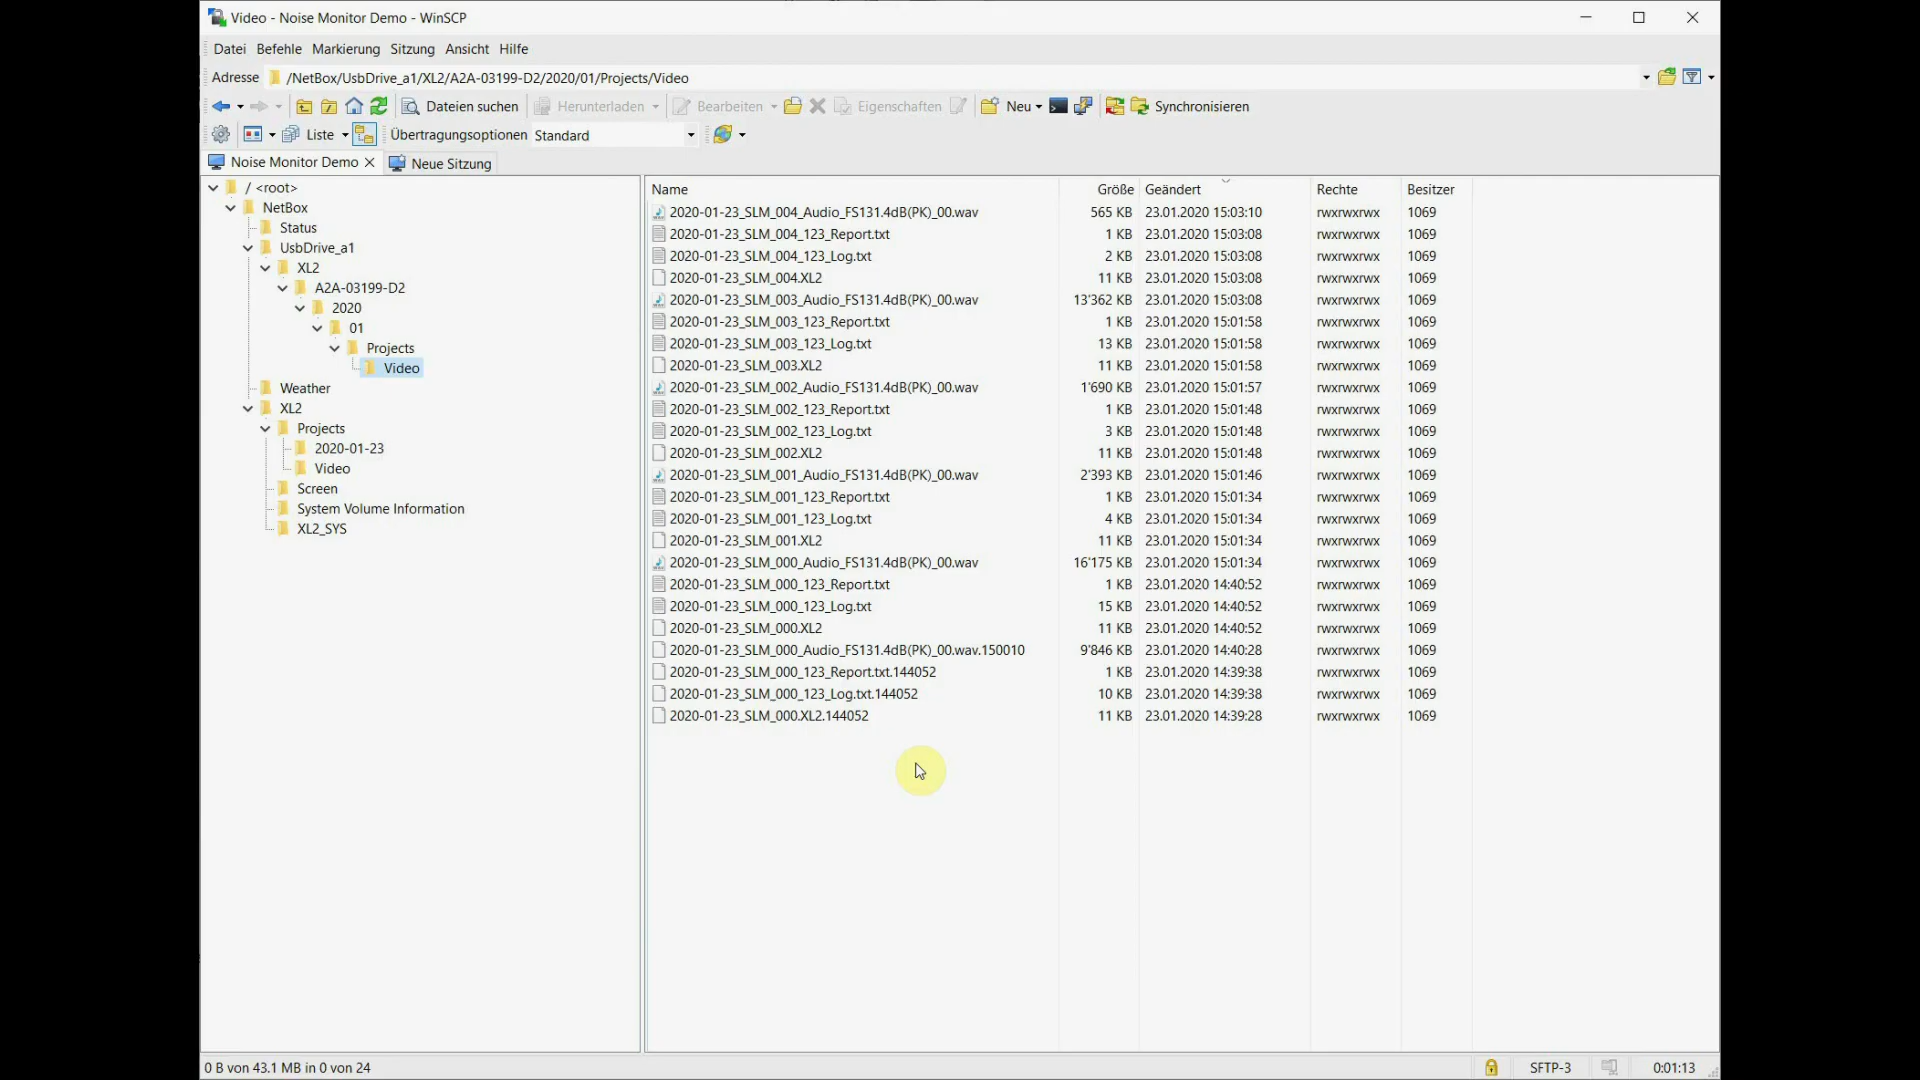 Video - Noise Monitor Demo - WinSCP
Datei Befehle Markierung Sitzung Ansicht Hilfe
Adresse /NetBox/UsbDrive_a1/XL2/A2A-03199-D2/2020/01/Projects/Video
Dateien suchen Herunterladen Bearbeiten Eigenschaften Neu Synchronisieren
Liste Übertragungsoptionen Standard
Noise Monitor Demo Neue Sitzung
/ <root>
NetBox
Status
UsbDrive_a1
XL2
A2A-03199-D2
2020
01
Projects
Video
Weather
XL2
Projects
2020-01-23
Video
Screen
System Volume Information
XL2_SYS
Name Größe Geändert Rechte Besitzer
2020-01-23_SLM_004_Audio_FS131.4dB(PK)_00.wav 565 KB 23.01.2020 15:03:10 rwxrwxrwx 1069
2020-01-23_SLM_004_123_Report.txt 1 KB 23.01.2020 15:03:08 rwxrwxrwx 1069
2020-01-23_SLM_004_123_Log.txt 2 KB 23.01.2020 15:03:08 rwxrwxrwx 1069
2020-01-23_SLM_004.XL2 11 KB 23.01.2020 15:03:08 rwxrwxrwx 1069
2020-01-23_SLM_003_Audio_FS131.4dB(PK)_00.wav 13'362 KB 23.01.2020 15:03:08 rwxrwxrwx 1069
2020-01-23_SLM_003_123_Report.txt 1 KB 23.01.2020 15:01:58 rwxrwxrwx 1069
2020-01-23_SLM_003_123_Log.txt 13 KB 23.01.2020 15:01:58 rwxrwxrwx 1069
2020-01-23_SLM_003.XL2 11 KB 23.01.2020 15:01:58 rwxrwxrwx 1069
2020-01-23_SLM_002_Audio_FS131.4dB(PK)_00.wav 1'690 KB 23.01.2020 15:01:57 rwxrwxrwx 1069
2020-01-23_SLM_002_123_Report.txt 1 KB 23.01.2020 15:01:48 rwxrwxrwx 1069
2020-01-23_SLM_002_123_Log.txt 3 KB 23.01.2020 15:01:48 rwxrwxrwx 1069
2020-01-23_SLM_002.XL2 11 KB 23.01.2020 15:01:48 rwxrwxrwx 1069
2020-01-23_SLM_001_Audio_FS131.4dB(PK)_00.wav 2'393 KB 23.01.2020 15:01:46 rwxrwxrwx 1069
2020-01-23_SLM_001_123_Report.txt 1 KB 23.01.2020 15:01:34 rwxrwxrwx 1069
2020-01-23_SLM_001_123_Log.txt 4 KB 23.01.2020 15:01:34 rwxrwxrwx 1069
2020-01-23_SLM_001.XL2 11 KB 23.01.2020 15:01:34 rwxrwxrwx 1069
2020-01-23_SLM_000_Audio_FS131.4dB(PK)_00.wav 16'175 KB 23.01.2020 15:01:34 rwxrwxrwx 1069
2020-01-23_SLM_000_123_Report.txt 1 KB 23.01.2020 14:40:52 rwxrwxrwx 1069
2020-01-23_SLM_000_123_Log.txt 15 KB 23.01.2020 14:40:52 rwxrwxrwx 1069
2020-01-23_SLM_000.XL2 11 KB 23.01.2020 14:40:52 rwxrwxrwx 1069
2020-01-23_SLM_000_Audio_FS131.4dB(PK)_00.wav.150010 9'846 KB 23.01.2020 14:40:28 rwxrwxrwx 1069
2020-01-23_SLM_000_123_Report.txt.144052 1 KB 23.01.2020 14:39:38 rwxrwxrwx 1069
2020-01-23_SLM_000_123_Log.txt.144052 10 KB 23.01.2020 14:39:38 rwxrwxrwx 1069
2020-01-23_SLM_000.XL2.144052 11 KB 23.01.2020 14:39:28 rwxrwxrwx 1069
0 B von 43.1 MB in 0 von 24 SFTP-3 0:01:13